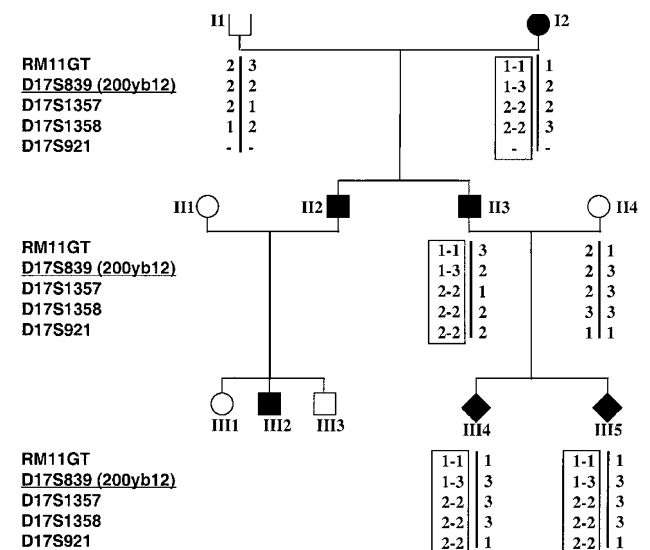 I1 I2
RM11GT 2 3 1-1 1
D17S839 (200yb12) 2 2 1-3 2
D17S1357 2 1 2-2 2
D17S1358 1 2 2-2 3
D17S921 - - - -
II1 II2 II3 II4
RM11GT 1-1 3 2 1
D17S839 (200yb12) 1-3 2 2 3
D17S1357 2-2 1 2 3
D17S1358 2-2 2 3 3
D17S921 2-2 2 1 1
III1 III2 III3 III4 III5
RM11GT 1-1 1 1-1 1
D17S839 (200yb12) 1-3 3 1-3 3
D17S1357 2-2 3 2-2 3
D17S1358 2-2 3 2-2 3
D17S921 2-2 1 2-2 1